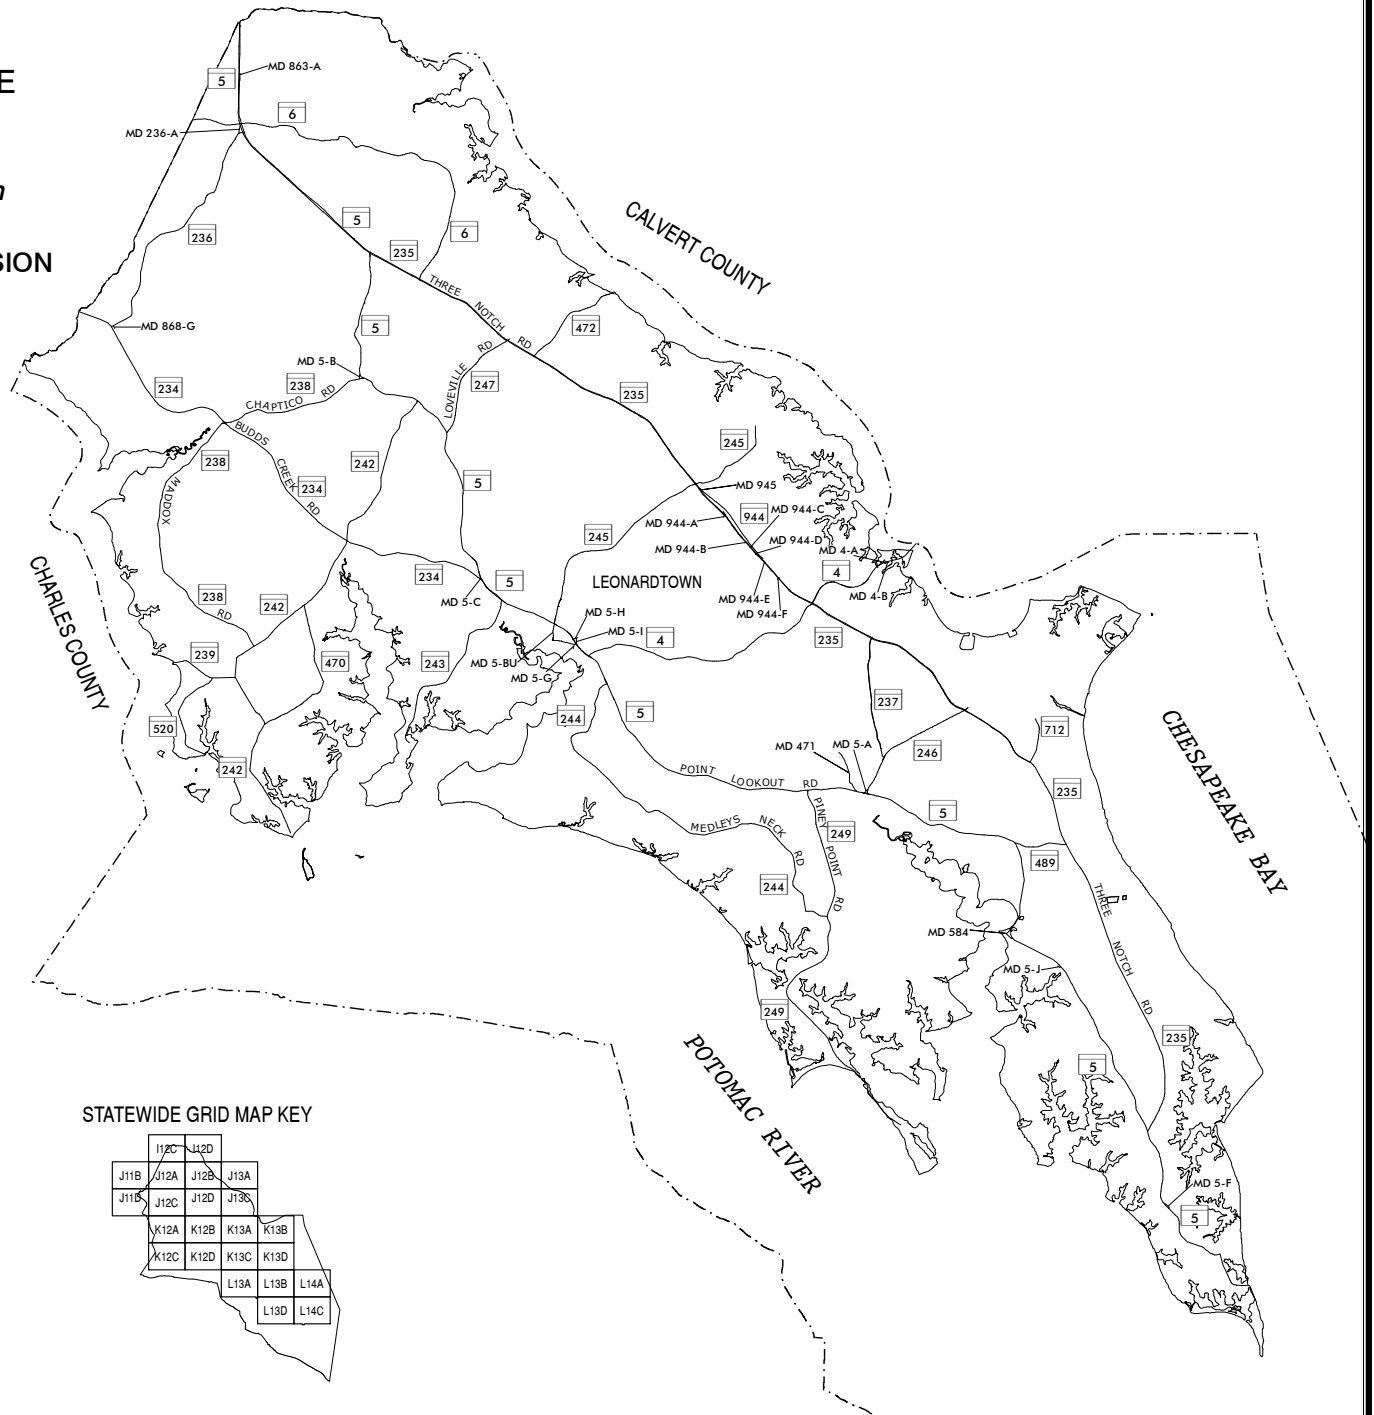 E
n
SION
MD 863-A
5
6
MD 236-A
236
5
235
6
CALVERT COUNTY
THREE NOTCH RD
472
MD 868-G
5
MD 5-B
LOVEVILLE RD
247
234
238
CHAPTICO RD
235
BUDDS CREEK RD
238
MADDOX RD
234
242
5
245
MD 945
944
MD 944-C
MD 944-A
245
MD 944-B
MD 944-D
MD 4-A
CHARLES COUNTY
234
5
LEONARDTOWN
4
MD 5-C
MD 944-E
MD 4-B
MD 944-F
238
242
MD 5-H
MD 5-I
4
235
239
470
243
MD 5-BU
MD 5-G
244
5
237
520
712
242
MD 471
MD 5-A
246
POINT LOOKOUT RD
235
5
MEDLEYS NECK RD
PINEY POINT RD
249
489
244
CHESAPEAKE BAY
THREE NOTCH RD
MD 584
MD 5-J
249
235
5
POTOMAC RIVER
MD 5-F
5
STATEWIDE GRID MAP KEY
I12C I12D
J11B J12A J12B J13A
J11D J12C J12D J13C
K12A K12B K13A K13B
K12C K12D K13C K13D
L13A L13B L14A
L13D L14C